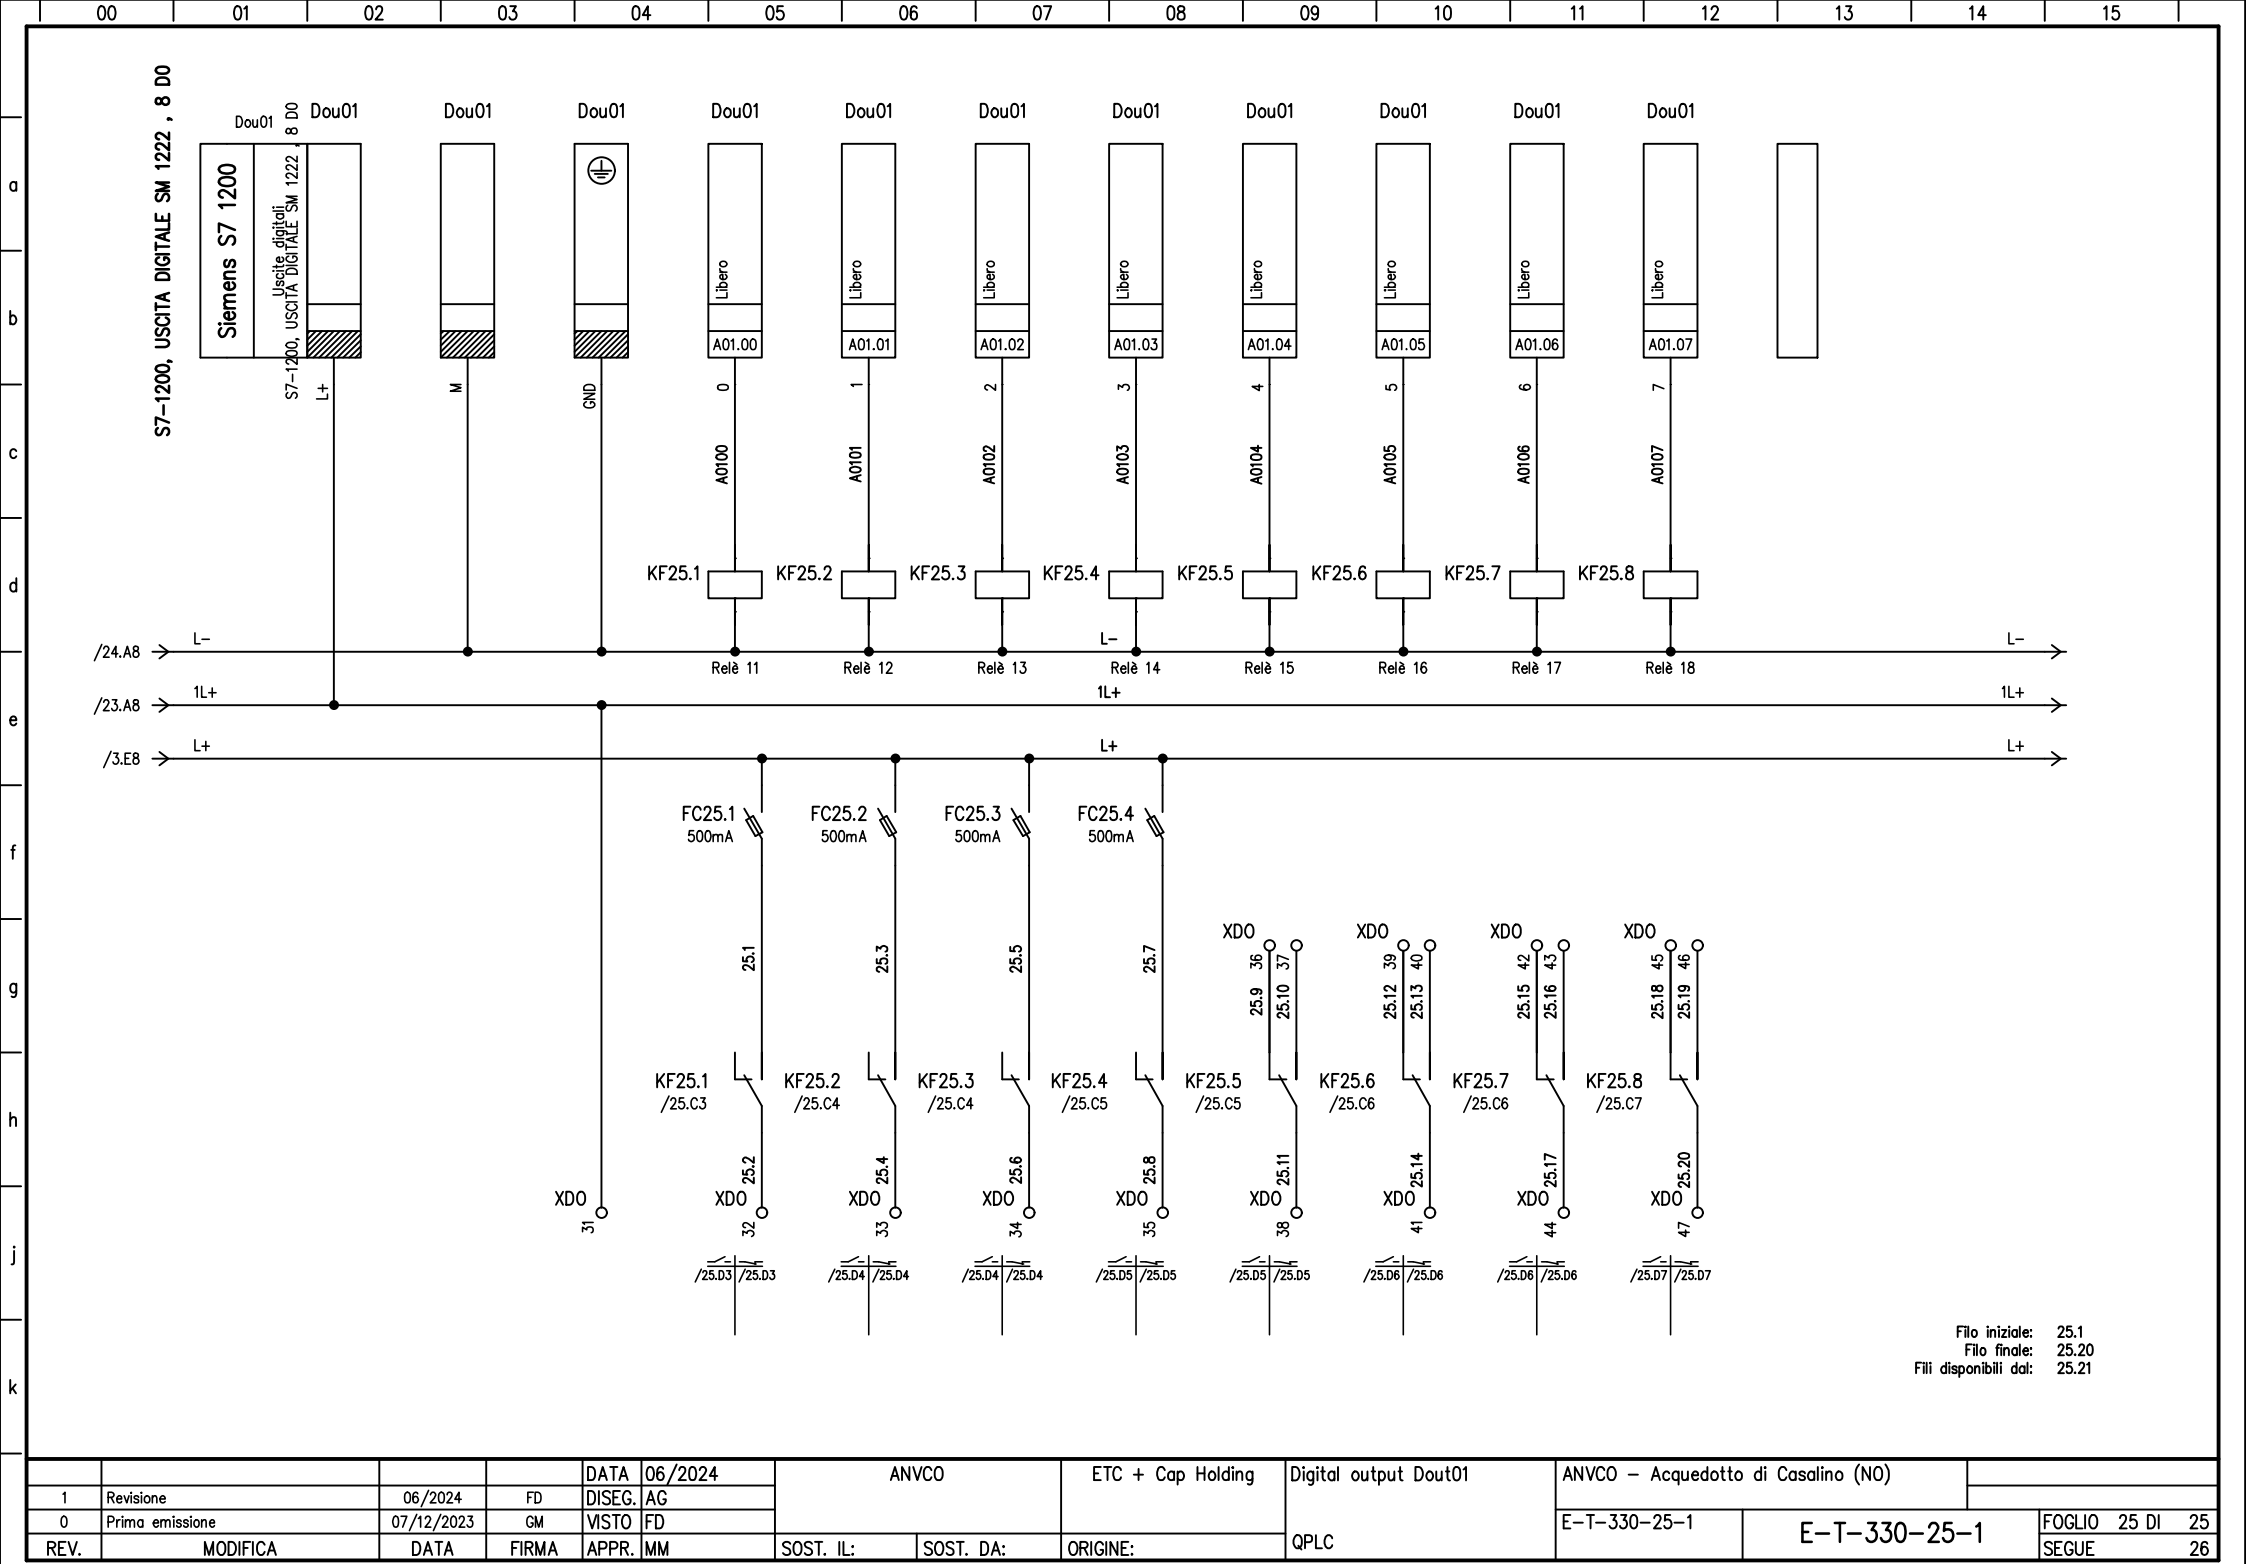 00 01 02 03 04 05 06 07 08 09 10 11 12 13 14 15
S7-1200, USCITA DIGITALE SM 1222 , 8 DO
Dou01
Siemens S7 1200
Uscite digitali
S7-1200, USCITA DIGITALE SM 1222 , 8 DO
Dou01 Dou01 Dou01 Dou01 Dou01 Dou01 Dou01 Dou01 Dou01 Dou01 Dou01
a
Libero Libero Libero Libero Libero Libero Libero Libero
b
A01.00 A01.01 A01.02 A01.03 A01.04 A01.05 A01.06 A01.07
L+ M GND 0 1 2 3 4 5 6 7
c
A0100 A0101 A0102 A0103 A0104 A0105 A0106 A0107
d
KF25.1 KF25.2 KF25.3 KF25.4 KF25.5 KF25.6 KF25.7 KF25.8
/24.A8 L- L- L-
Relè 11 Relè 12 Relè 13 Relè 14 Relè 15 Relè 16 Relè 17 Relè 18
/23.A8 1L+ 1L+ 1L+
e
/3.E8 L+ L+ L+
FC25.1 FC25.2 FC25.3 FC25.4
500mA 500mA 500mA 500mA
f
XDO XDO XDO XDO
25.1 25.3 25.5 25.7 36 37 39 40 42 43 45 46
g
25.9 25.10 25.12 25.13 25.15 25.16 25.18 25.19
KF25.1 KF25.2 KF25.3 KF25.4 KF25.5 KF25.6 KF25.7 KF25.8
/25.C3 /25.C4 /25.C4 /25.C5 /25.C5 /25.C6 /25.C6 /25.C7
h
25.2 25.4 25.6 25.8 25.11 25.14 25.17 25.20
XDO XDO XDO XDO XDO XDO XDO XDO XDO
31 32 33 34 35 38 41 44 47
j
/25.D3 /25.D3 /25.D4 /25.D4 /25.D4 /25.D4 /25.D5 /25.D5 /25.D5 /25.D5 /25.D6 /25.D6 /25.D6 /25.D6 /25.D7 /25.D7
Filo iniziale: 25.1
Filo finale: 25.20
Fili disponibili dal: 25.21
k
DATA 06/2024 ANVCO ETC + Cap Holding Digital output Dout01 ANVCO - Acquedotto di Casalino (NO)
1 Revisione 06/2024 FD DISEG. AG
0 Prima emissione 07/12/2023 GM VISTO FD E-T-330-25-1 E-T-330-25-1 FOGLIO 25 DI 25
REV. MODIFICA DATA FIRMA APPR. MM SOST. IL: SOST. DA: ORIGINE: QPLC SEGUE 26